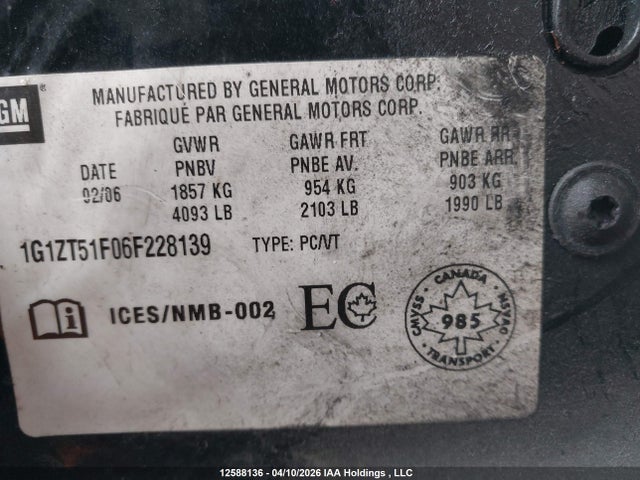 GM ®
MANUFACTURED BY GENERAL MOTORS CORP.
FABRIQUÉ PAR GENERAL MOTORS CORP.
GVWR GAWR FRT GAWR RR
DATE PNBV PNBE AV. PNBE ARR.
02/06 1857 KG 954 KG 903 KG
4093 LB 2103 LB 1990 LB
1G1ZT51F06F228139 TYPE: PC/VT
i ICES/NMB-002 EC
CANADA
CMVSS 985 NSVAC
TRANSPORT
12588136 - 04/10/2026 IAA Holdings , LLC